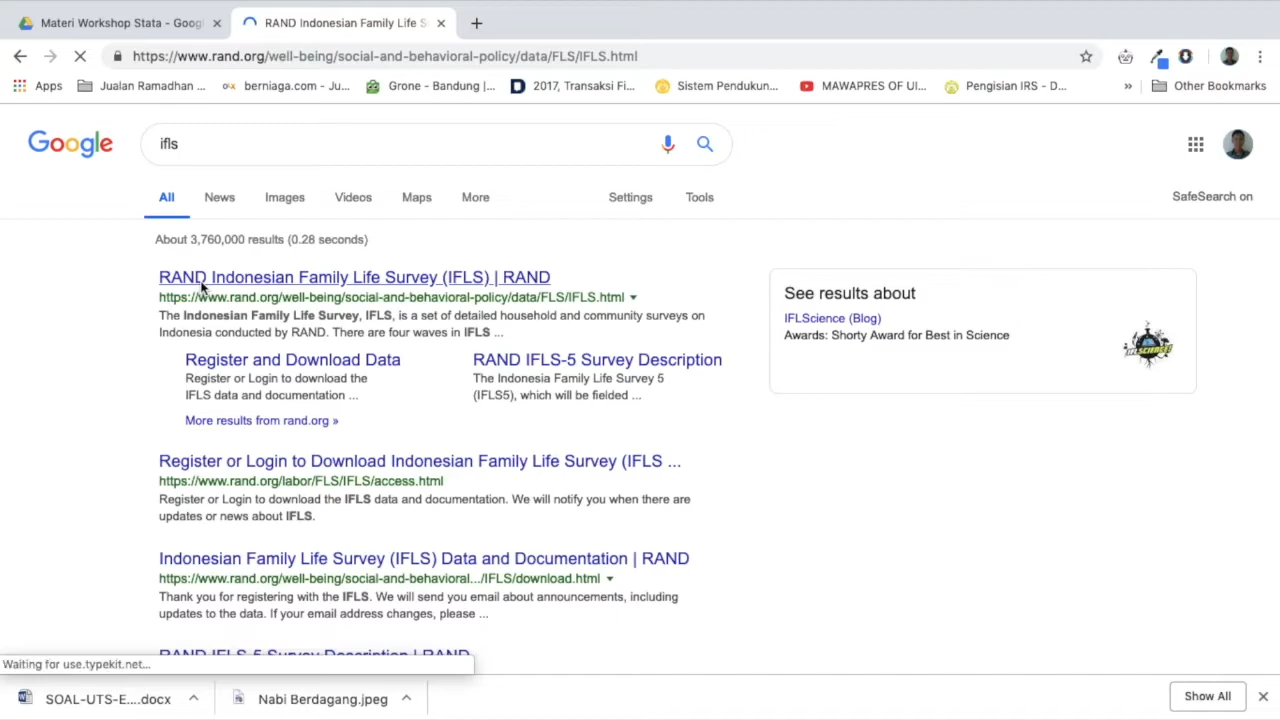 Materi Workshop Stata - Goog
RAND Indonesian Family Life S
https://www.rand.org/well-being/social-and-behavioral-policy/data/FLS/IFLS.html
Apps
Jualan Ramadhan ...
berniaga.com - Ju...
Grone - Bandung |...
2017, Transaksi Fi...
Sistem Pendukun...
MAWAPRES OF UI...
Pengisian IRS - D...
»
Other Bookmarks
Google
ifls
All
News
Images
Videos
Maps
More
Settings
Tools
SafeSearch on
About 3,760,000 results (0.28 seconds)
RAND Indonesian Family Life Survey (IFLS) | RAND
https://www.rand.org/well-being/social-and-behavioral-policy/data/FLS/IFLS.html
The Indonesian Family Life Survey, IFLS, is a set of detailed household and community surveys on
Indonesia conducted by RAND. There are four waves in IFLS ...
Register and Download Data
Register or Login to download the
IFLS data and documentation ...
RAND IFLS-5 Survey Description
The Indonesia Family Life Survey 5
(IFLS5), which will be fielded ...
More results from rand.org »
Register or Login to Download Indonesian Family Life Survey (IFLS ...
https://www.rand.org/labor/FLS/IFLS/access.html
Register or Login to download the IFLS data and documentation. We will notify you when there are
updates or news about IFLS.
Indonesian Family Life Survey (IFLS) Data and Documentation | RAND
https://www.rand.org/well-being/social-and-behavioral.../IFLS/download.html
Thank you for registering with the IFLS. We will send you email about announcements, including
updates to the data. If your email address changes, please ...
RAND IFLS-5 Survey Description | RAND
See results about
IFLScience (Blog)
Awards: Shorty Award for Best in Science
IFLSCIENCE!
Waiting for use.typekit.net...
SOAL-UTS-E....docx
Nabi Berdagang.jpeg
Show All